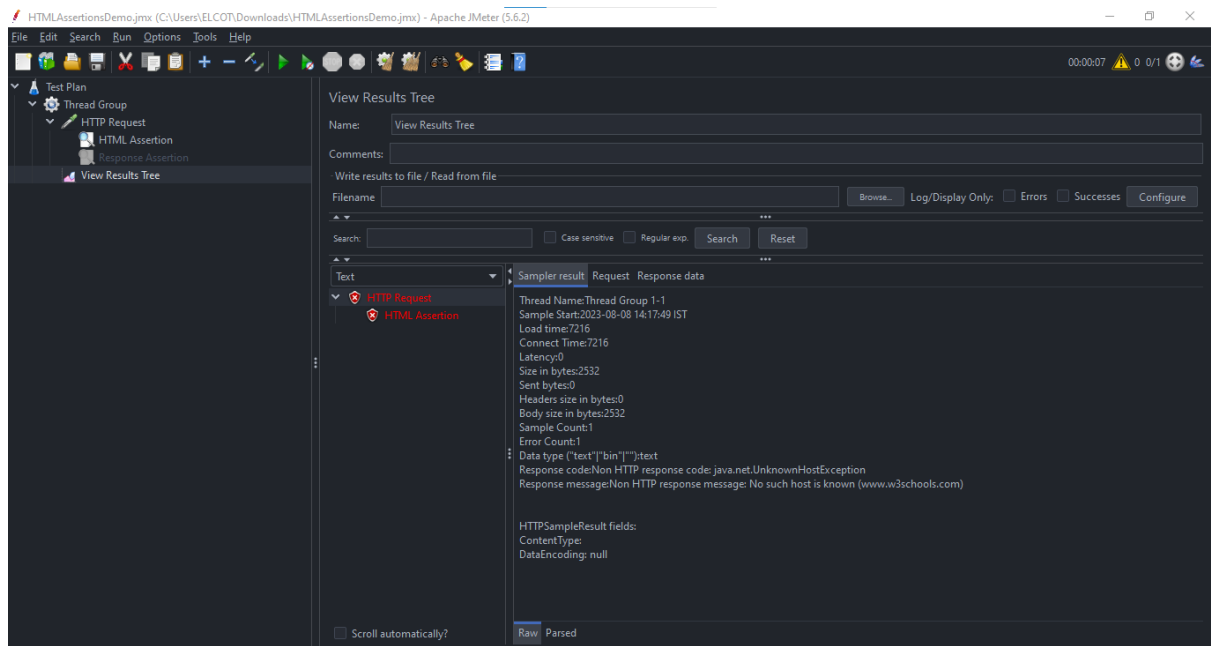 HTMLAssertionsDemo.jmx (C:\Users\ELCOT\Downloads\HTMLAssertionsDemo.jmx) - Apache JMeter (5.6.2)
File Edit Search Run Options Tools Help
00:00:07 0 0/1
Test Plan
Thread Group
HTTP Request
HTML Assertion
Response Assertion
View Results Tree
View Results Tree
Name: View Results Tree
Comments:
Write results to file / Read from file
Filename Browse... Log/Display Only: Errors Successes Configure
Search: Case sensitive Regular exp. Search Reset
Text
HTTP Request
HTML Assertion
Scroll automatically?
Sampler result Request Response data
Thread Name:Thread Group 1-1
Sample Start:2023-08-08 14:17:49 IST
Load time:7216
Connect Time:7216
Latency:0
Size in bytes:2532
Sent bytes:0
Headers size in bytes:0
Body size in bytes:2532
Sample Count:1
Error Count:1
Data type ("text"|"bin"|""):text
Response code:Non HTTP response code: java.net.UnknownHostException
Response message:Non HTTP response message: No such host is known (www.w3schools.com)
HTTPSampleResult fields:
ContentType:
DataEncoding: null
Raw Parsed